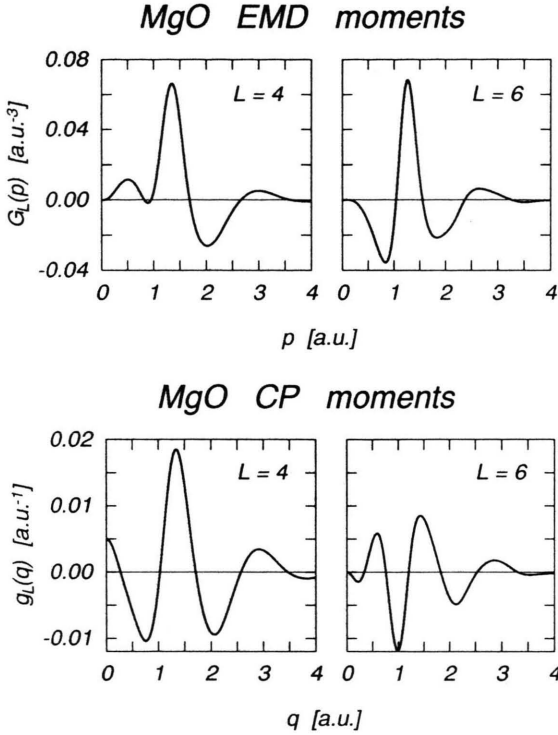 MgO EMD moments
G_L(p) [a.u.^-3]
0.08
0.04
0.00
-0.04
L = 4
L = 6
0 1 2 3 4
0 1 2 3 4
p [a.u.]
MgO CP moments
g_L(q) [a.u.^-1]
0.02
0.01
0.00
-0.01
L = 4
L = 6
0 1 2 3 4
0 1 2 3 4
q [a.u.]